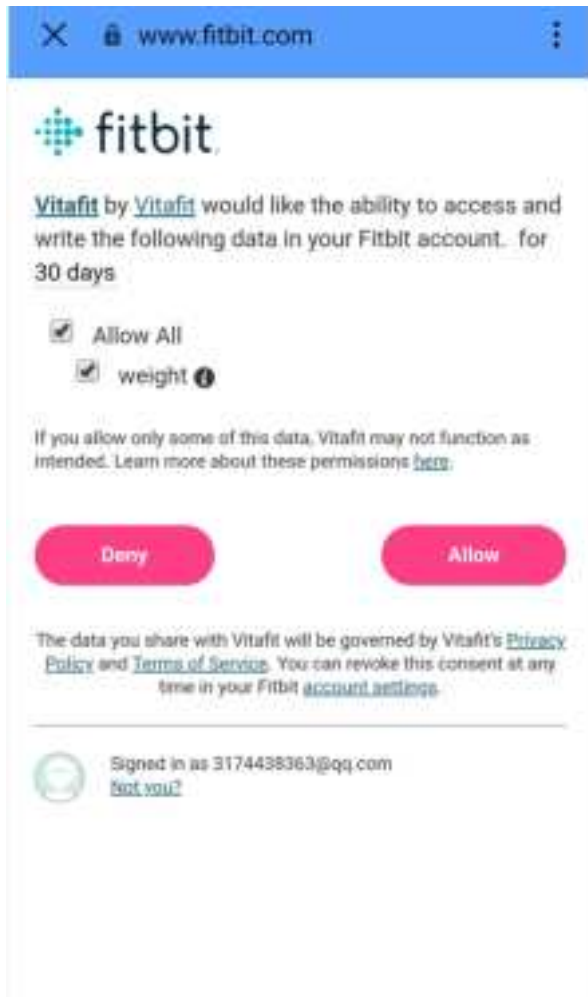 www.fitbit.com
fitbit
Vitafit by Vitafit would like the ability to access and
write the following data in your Fitbit account. for
30 days
Allow All
weight
If you allow only some of this data, Vitafit may not function as
intended. Learn more about these permissions here.
Deny
Allow
The data you share with Vitafit will be governed by Vitafit's Privacy
Policy and Terms of Service. You can revoke this consent at any
time in your Fitbit account settings.
Signed in as 3174438363@qq.com
Not you?